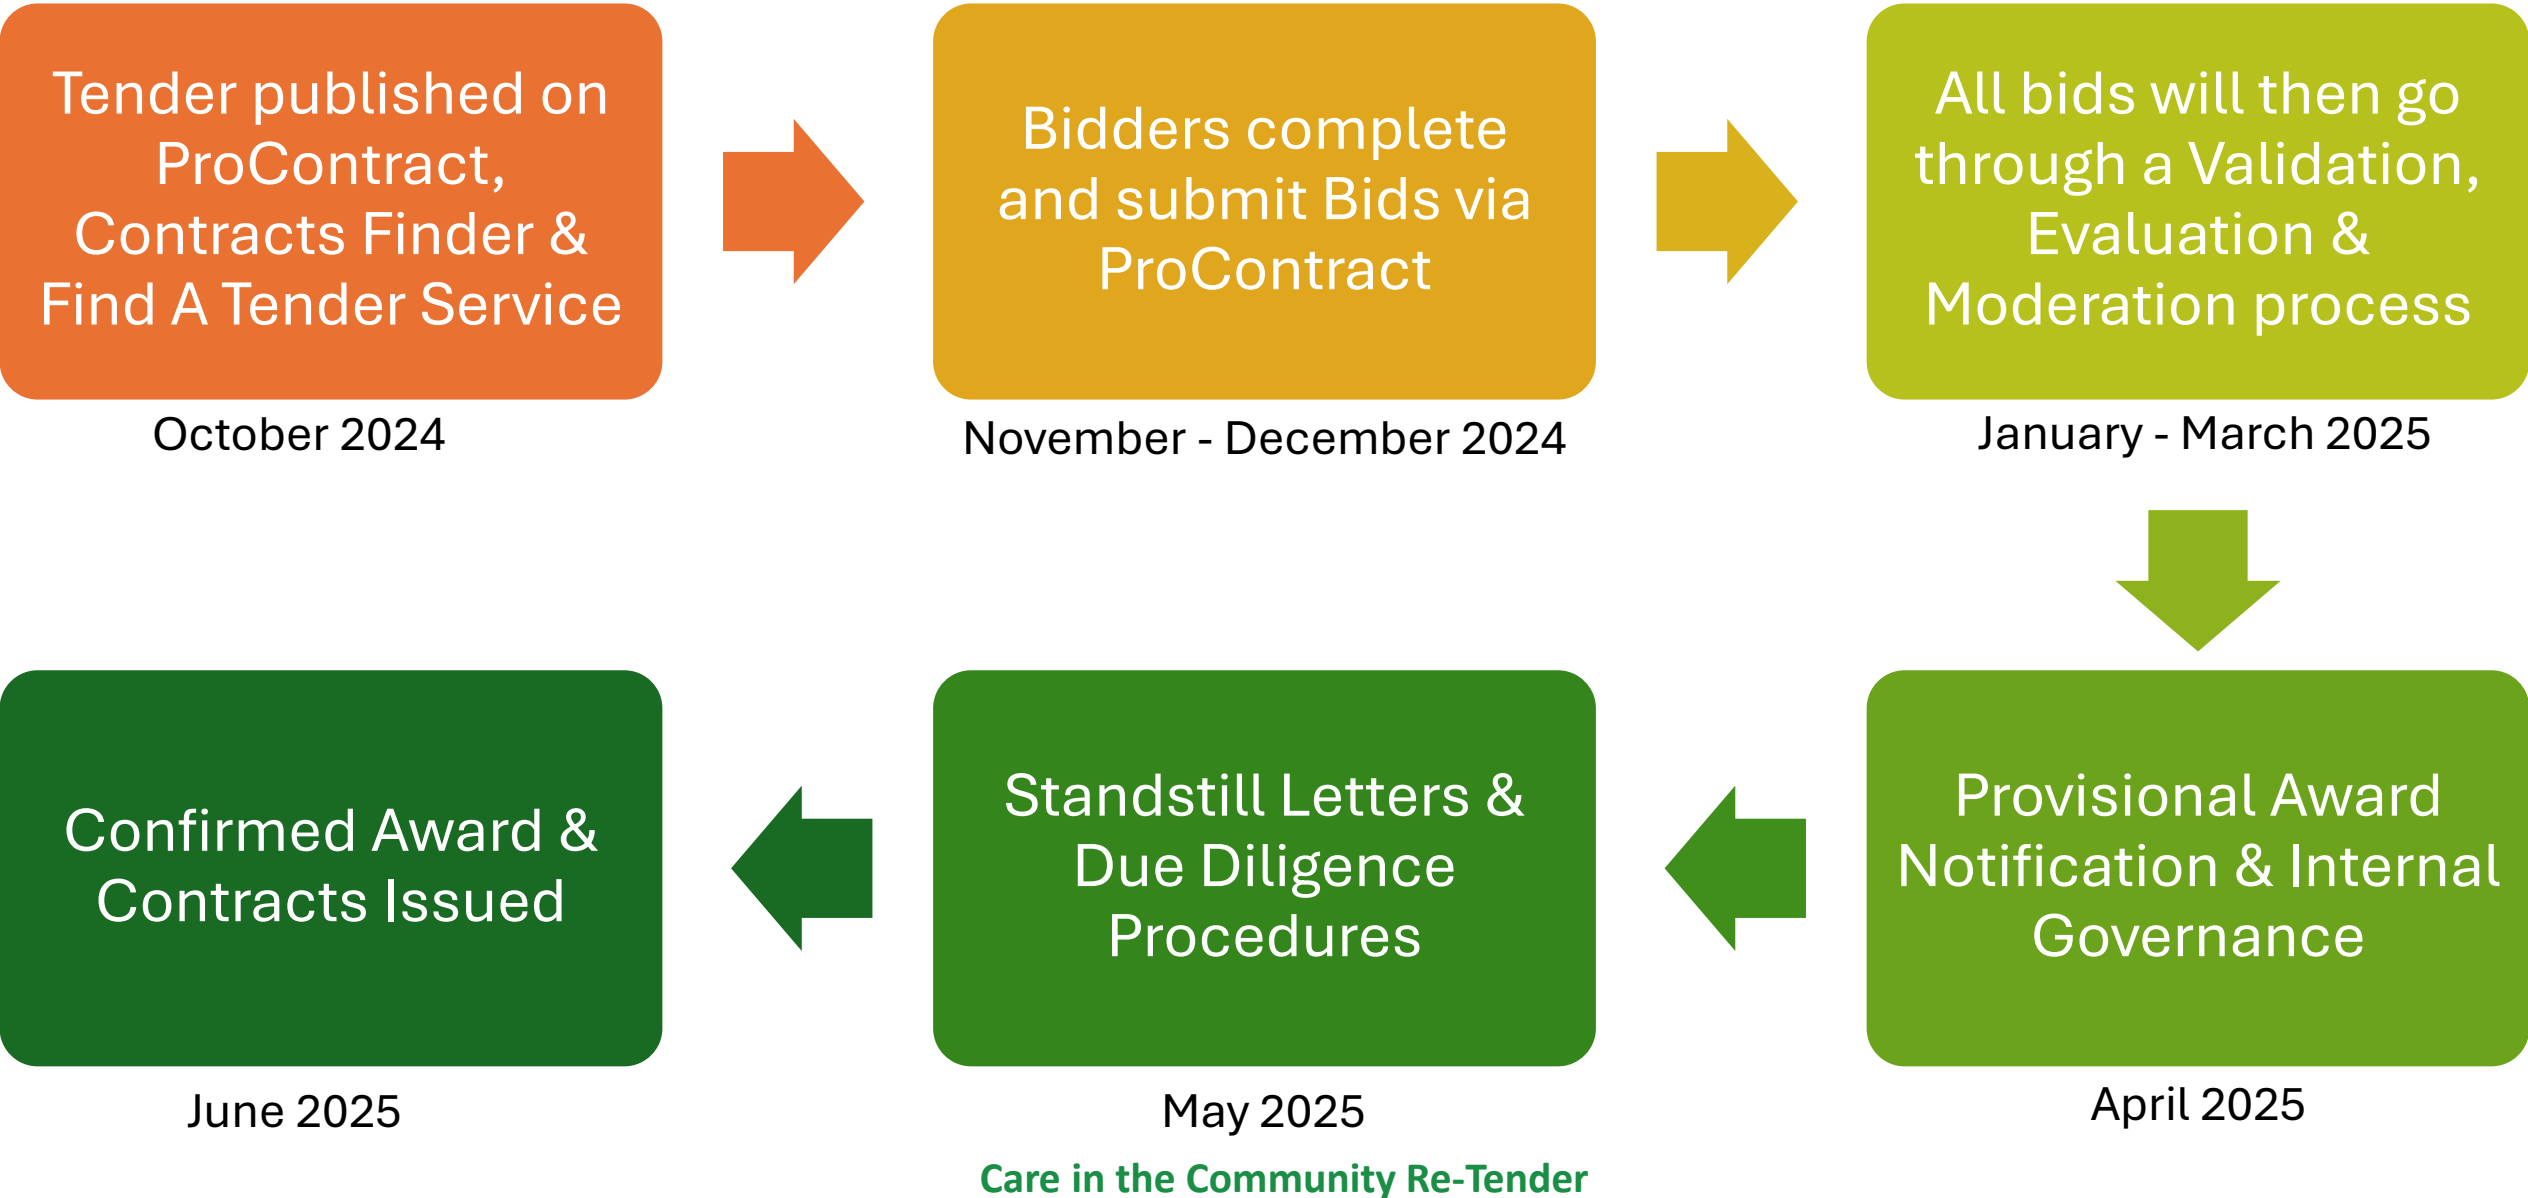 Tender published on
ProContract,
Contracts Finder &
Find A Tender Service
October 2024
Bidders complete
and submit Bids via
ProContract
November - December 2024
All bids will then go
through a Validation,
Evaluation &
Moderation process
January - March 2025
Provisional Award
Notification & Internal
Governance
April 2025
Standstill Letters &
Due Diligence
Procedures
May 2025
Confirmed Award &
Contracts Issued
June 2025
Care in the Community Re-Tender